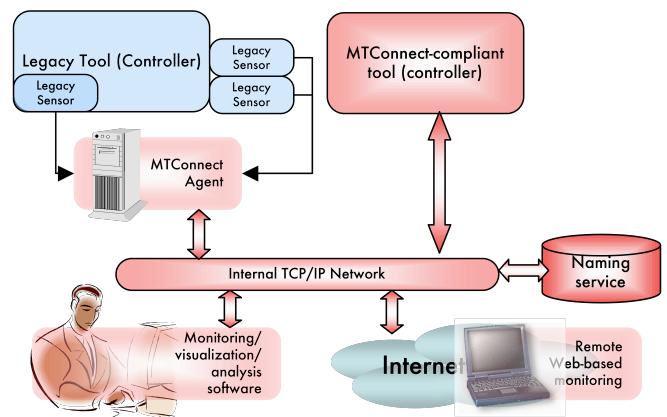 Legacy Tool (Controller)
Legacy
Sensor
Legacy
Sensor
Legacy
Sensor
MTConnect-compliant
tool (controller)
MTConnect
Agent
Internal TCP/IP Network
Naming
service
Monitoring/
visualization/
analysis
software
Internet
Remote
Web-based
monitoring